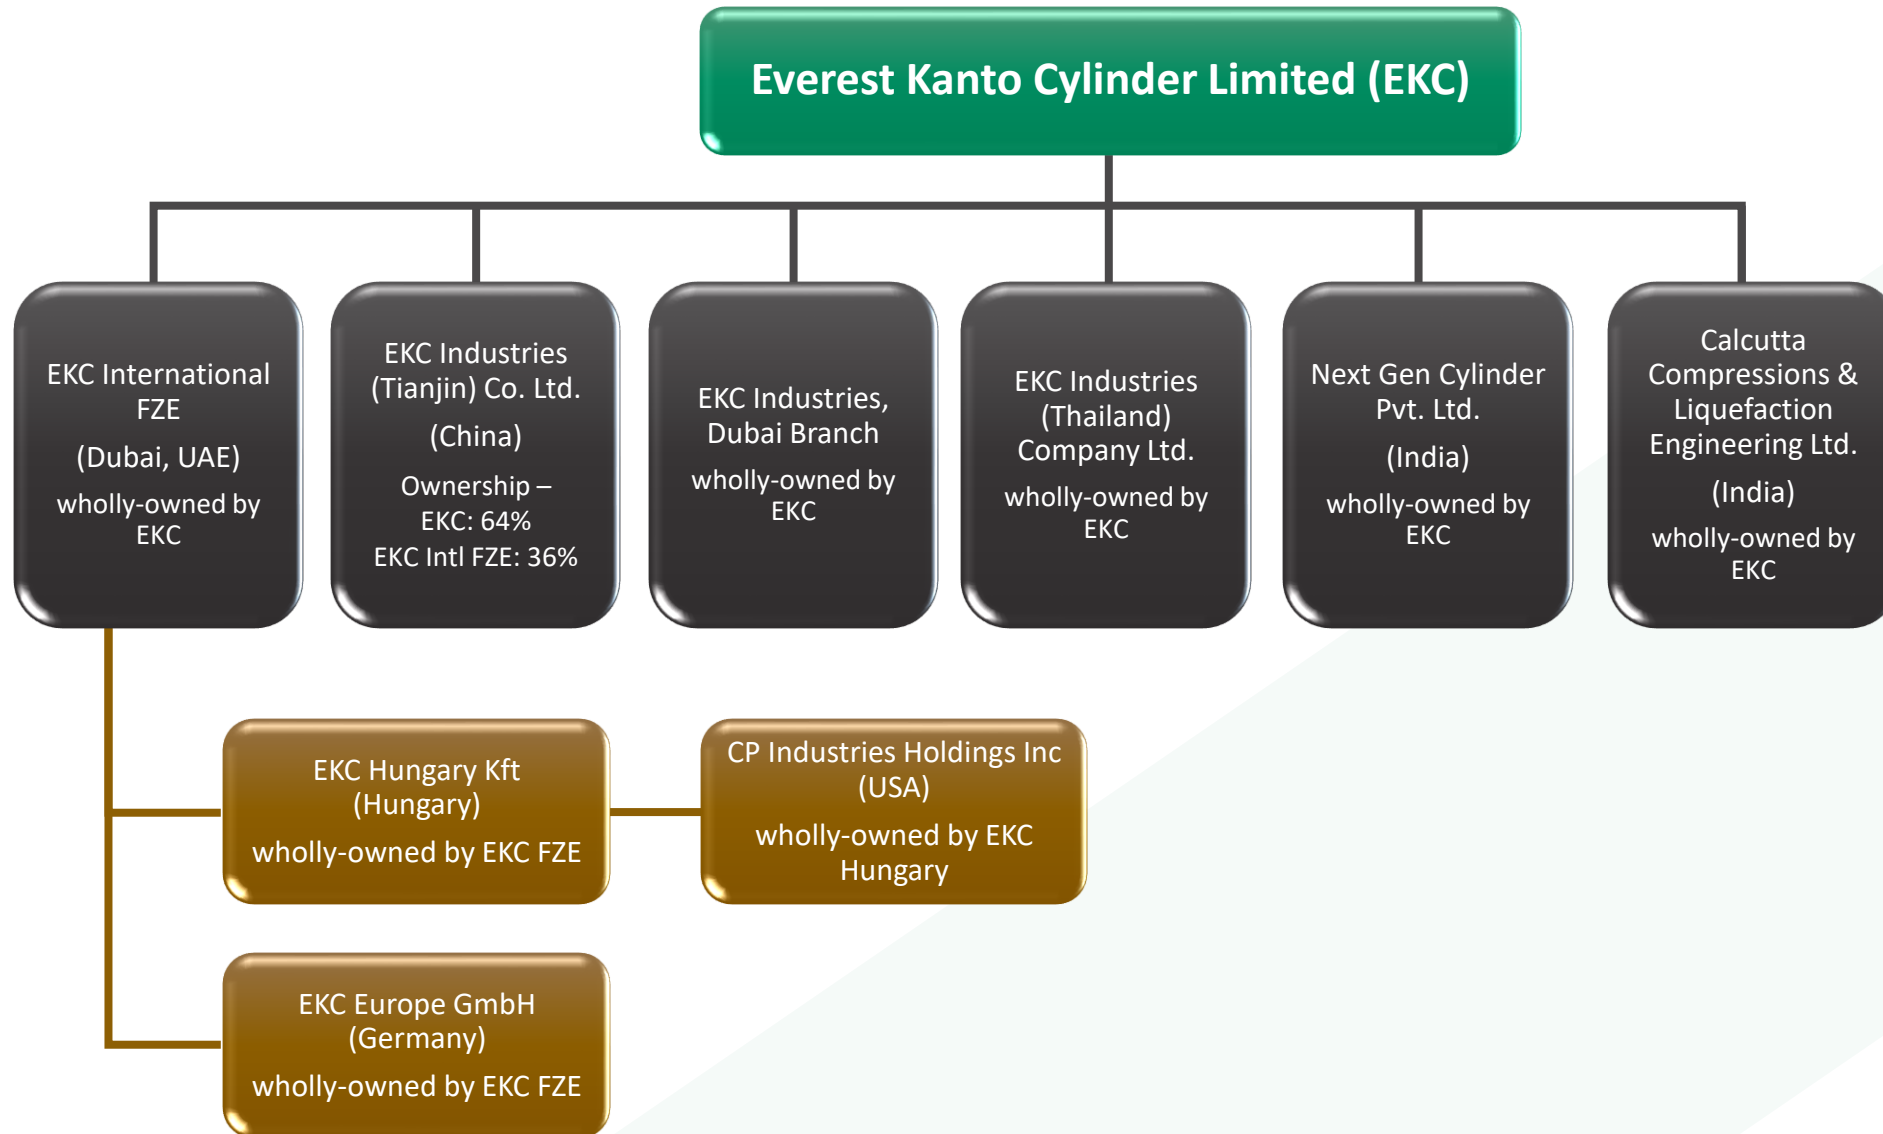 Everest Kanto Cylinder Limited (EKC)
EKC International
FZE
(Dubai, UAE)
wholly-owned by
EKC
EKC Industries
(Tianjin) Co. Ltd.
(China)
Ownership –
EKC: 64%
EKC Intl FZE: 36%
EKC Industries,
Dubai Branch
wholly-owned by
EKC
EKC Industries
(Thailand)
Company Ltd.
wholly-owned by
EKC
Next Gen Cylinder
Pvt. Ltd.
(India)
wholly-owned by
EKC
Calcutta
Compressions &
Liquefaction
Engineering Ltd.
(India)
wholly-owned by
EKC
EKC Hungary Kft
(Hungary)
wholly-owned by EKC FZE
CP Industries Holdings Inc
(USA)
wholly-owned by EKC
Hungary
EKC Europe GmbH
(Germany)
wholly-owned by EKC FZE